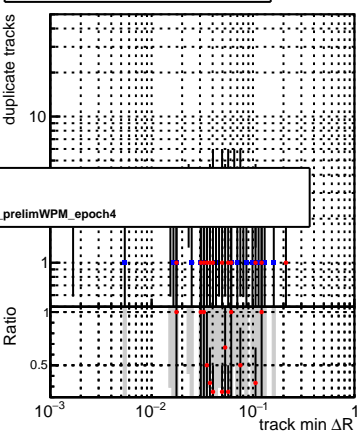 duplicate tracks
10
_prelimWPM_epoch4
1
Ratio
1
0.5
10⁻³ 10⁻² 10⁻¹ 1
track min ΔR